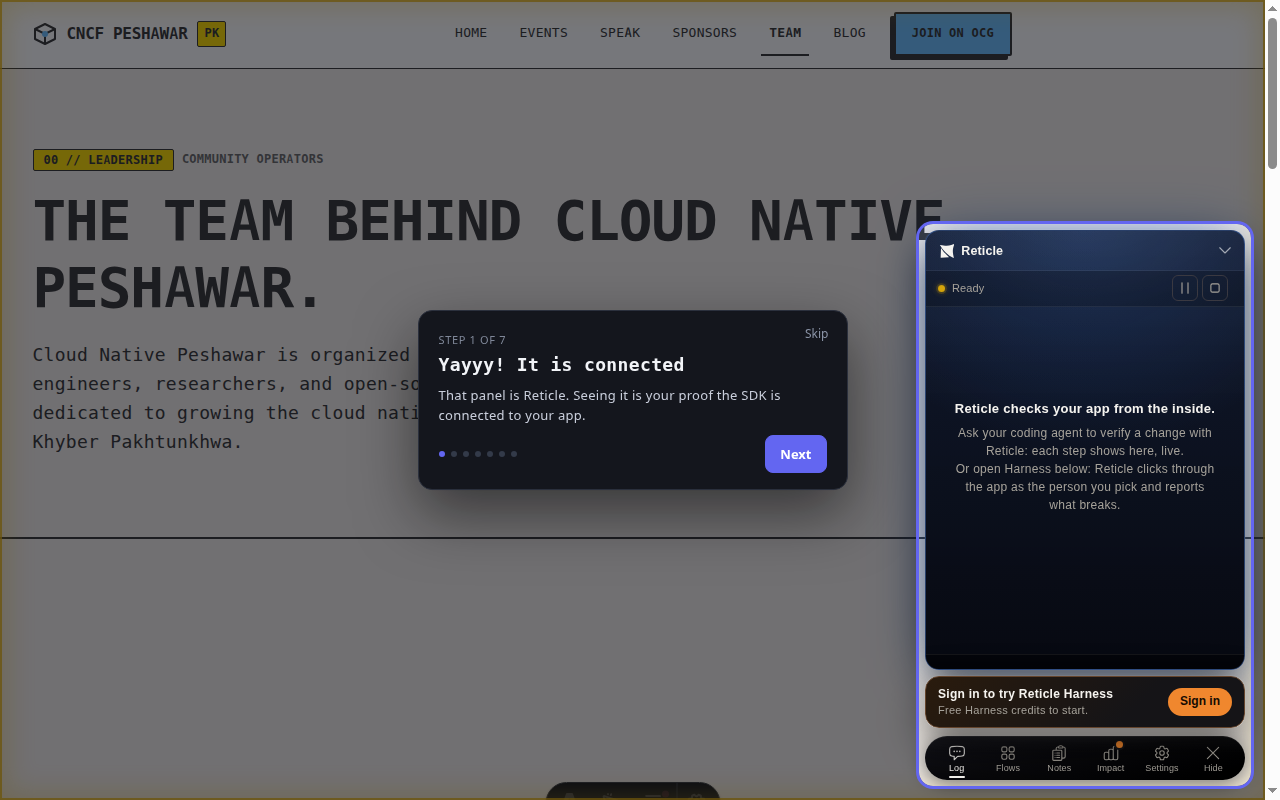 CNCF PESHAWAR PK
HOME EVENTS SPEAK SPONSORS TEAM BLOG JOIN ON OCG
00 // LEADERSHIP COMMUNITY OPERATORS
THE TEAM BEHIND CLOUD NATIVE
PESHAWAR.
Cloud Native Peshawar is organized
engineers, researchers, and open-so
dedicated to growing the cloud nati
Khyber Pakhtunkhwa.
STEP 1 OF 7
Skip
Yayyy! It is connected
That panel is Reticle. Seeing it is your proof the SDK is
connected to your app.
Next
Reticle
Ready
Reticle checks your app from the inside.
Ask your coding agent to verify a change with
Reticle: each step shows here, live.
Or open Harness below: Reticle clicks through
the app as the person you pick and reports
what breaks.
Sign in to try Reticle Harness
Free Harness credits to start.
Sign in
Log Flows Notes Impact Settings Hide